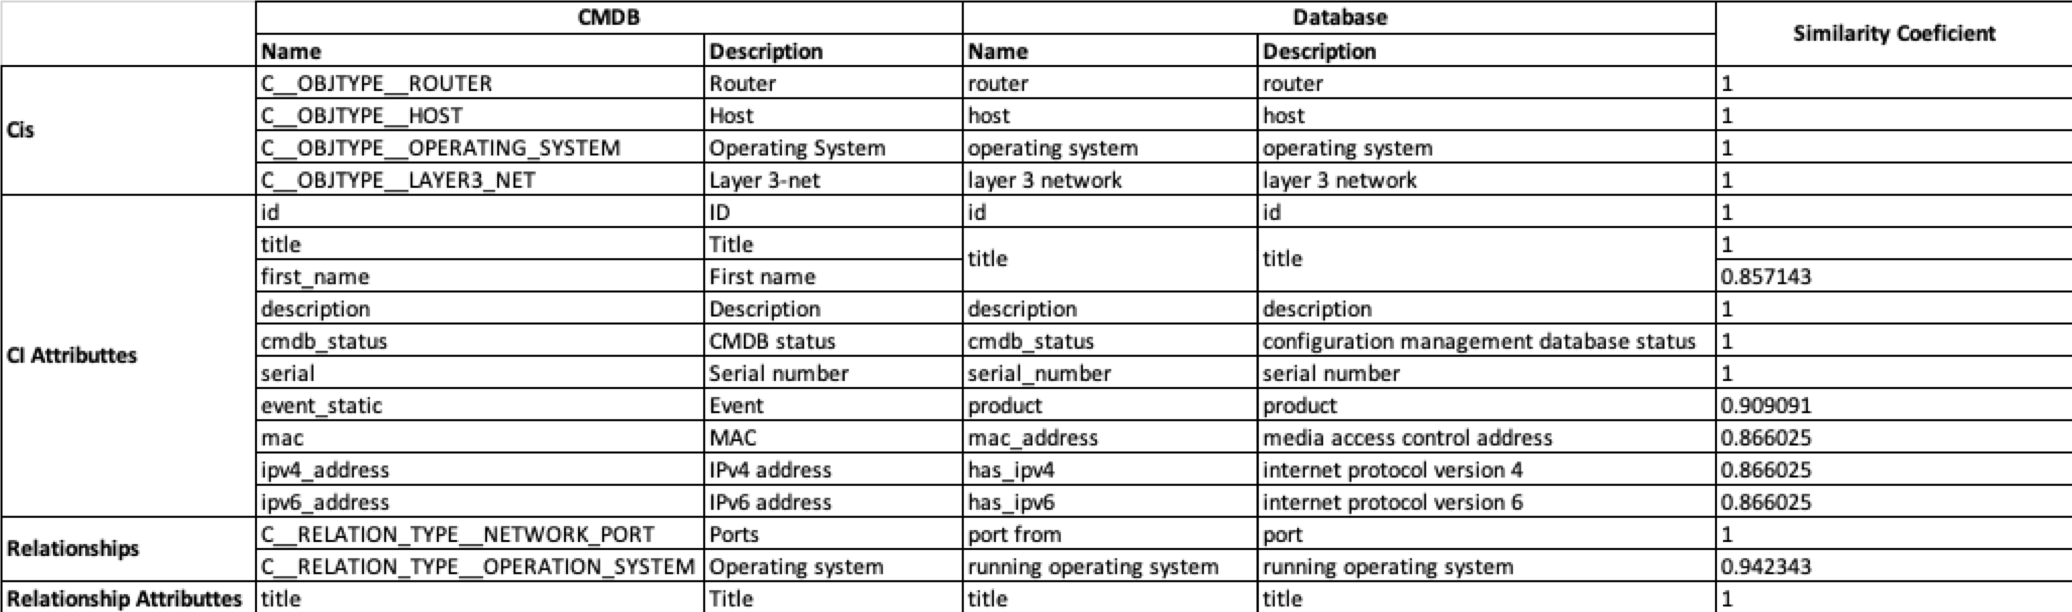 CMDB Database Similarity Coeficient
Name Description Name Description
Cis
C__OBJTYPE__ROUTER Router router router 1
C__OBJTYPE__HOST Host host host 1
C__OBJTYPE__OPERATING_SYSTEM Operating System operating system operating system 1
C__OBJTYPE__LAYER3_NET Layer 3-net layer 3 network layer 3 network 1
CI Attributtes
id ID id id 1
title Title title title 1
first_name First name 0.857143
description Description description description 1
cmdb_status CMDB status cmdb_status configuration management database status 1
serial Serial number serial_number serial number 1
event_static Event product product 0.909091
mac MAC mac_address media access control address 0.866025
ipv4_address IPv4 address has_ipv4 internet protocol version 4 0.866025
ipv6_address IPv6 address has_ipv6 internet protocol version 6 0.866025
Relationships
C__RELATION_TYPE__NETWORK_PORT Ports port from port 1
C__RELATION_TYPE__OPERATION_SYSTEM Operating system running operating system running operating system 0.942343
Relationship Attributtes title Title title title 1